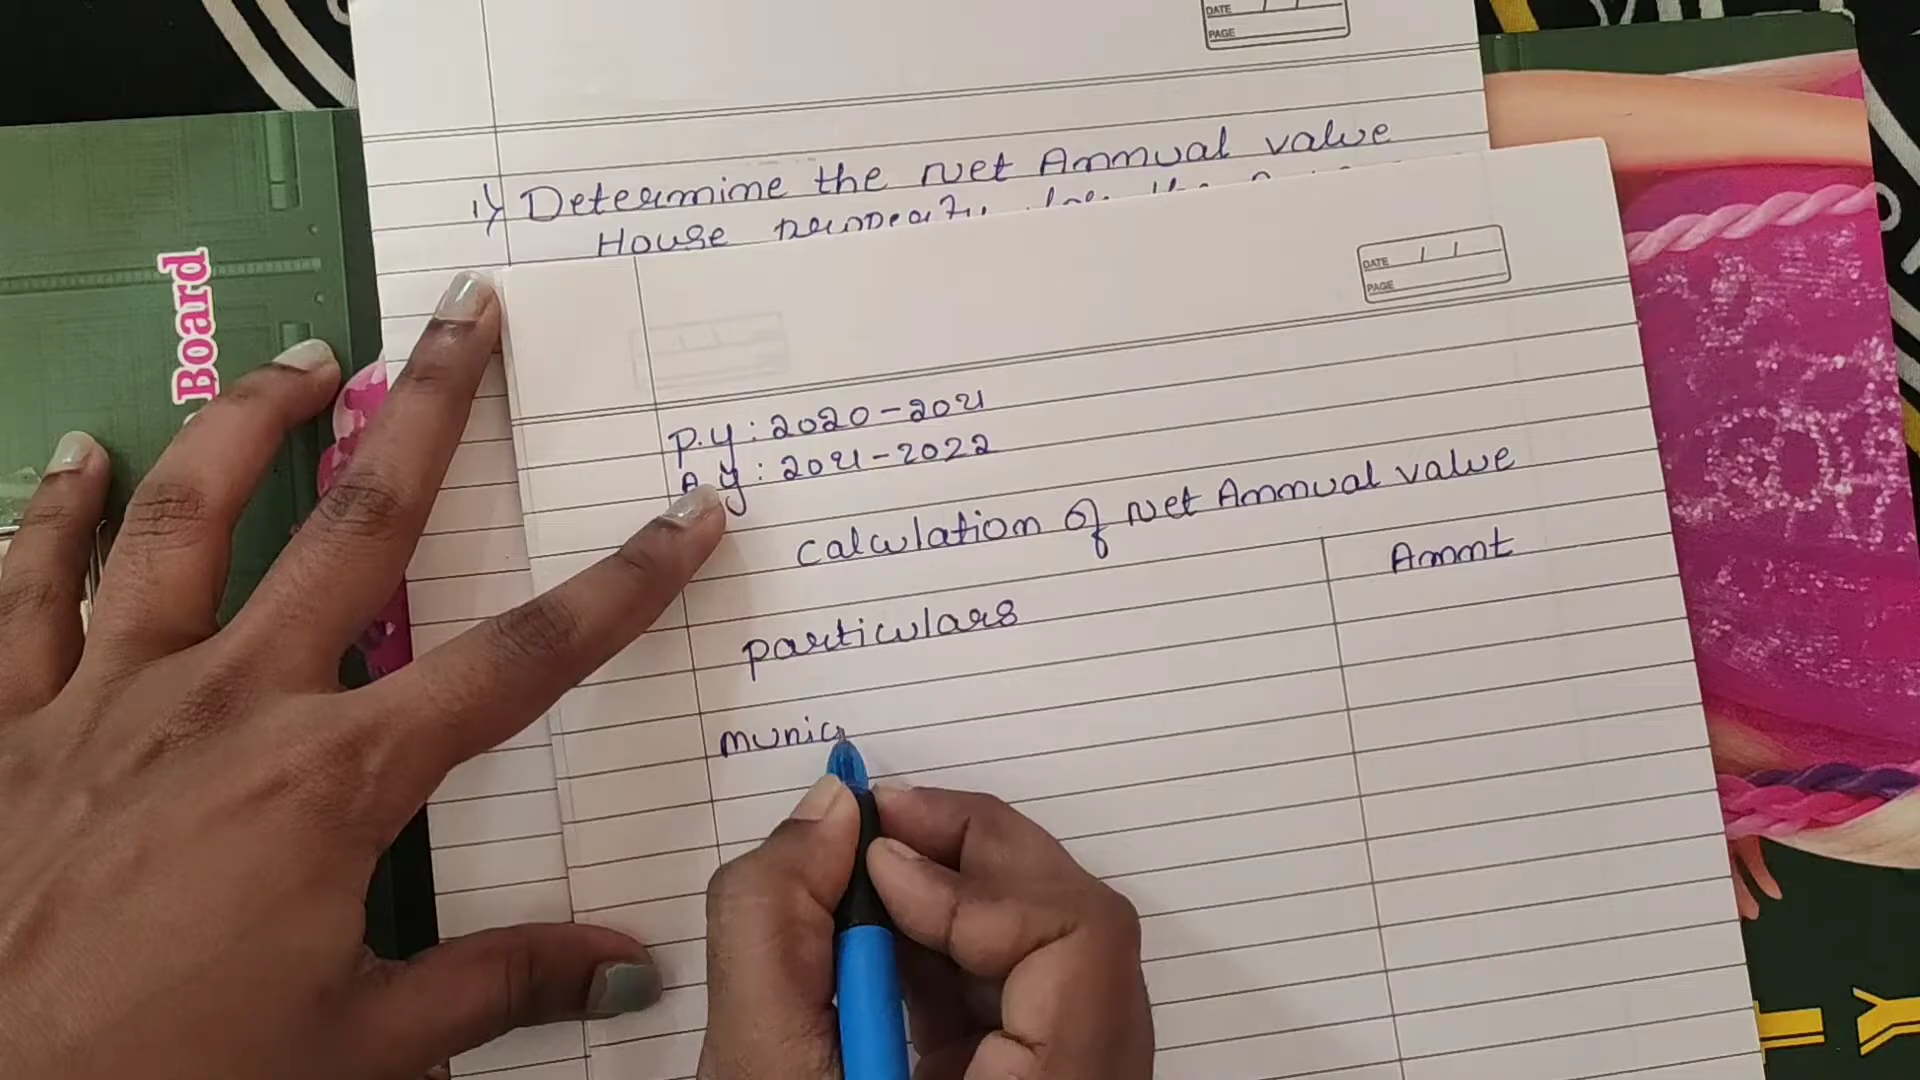 DATE / /
PAGE
1) Determine the Net Annual value
House
DATE / /
PAGE
P.y : 2020-2021
A.y : 2021-2022
calculation of Net Annual value
particulars
Amnt
munic
Board